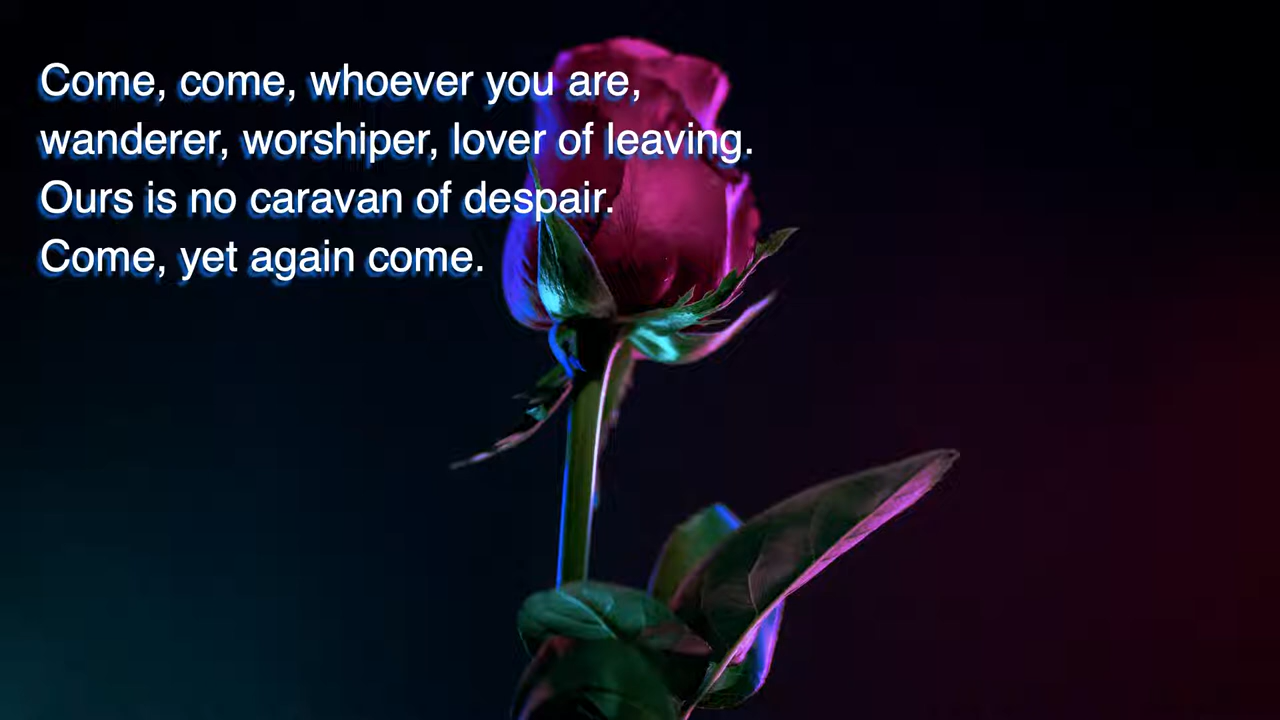 Come, come, whoever you are,
wanderer, worshiper, lover of leaving.
Ours is no caravan of despair.
Come, yet again come.